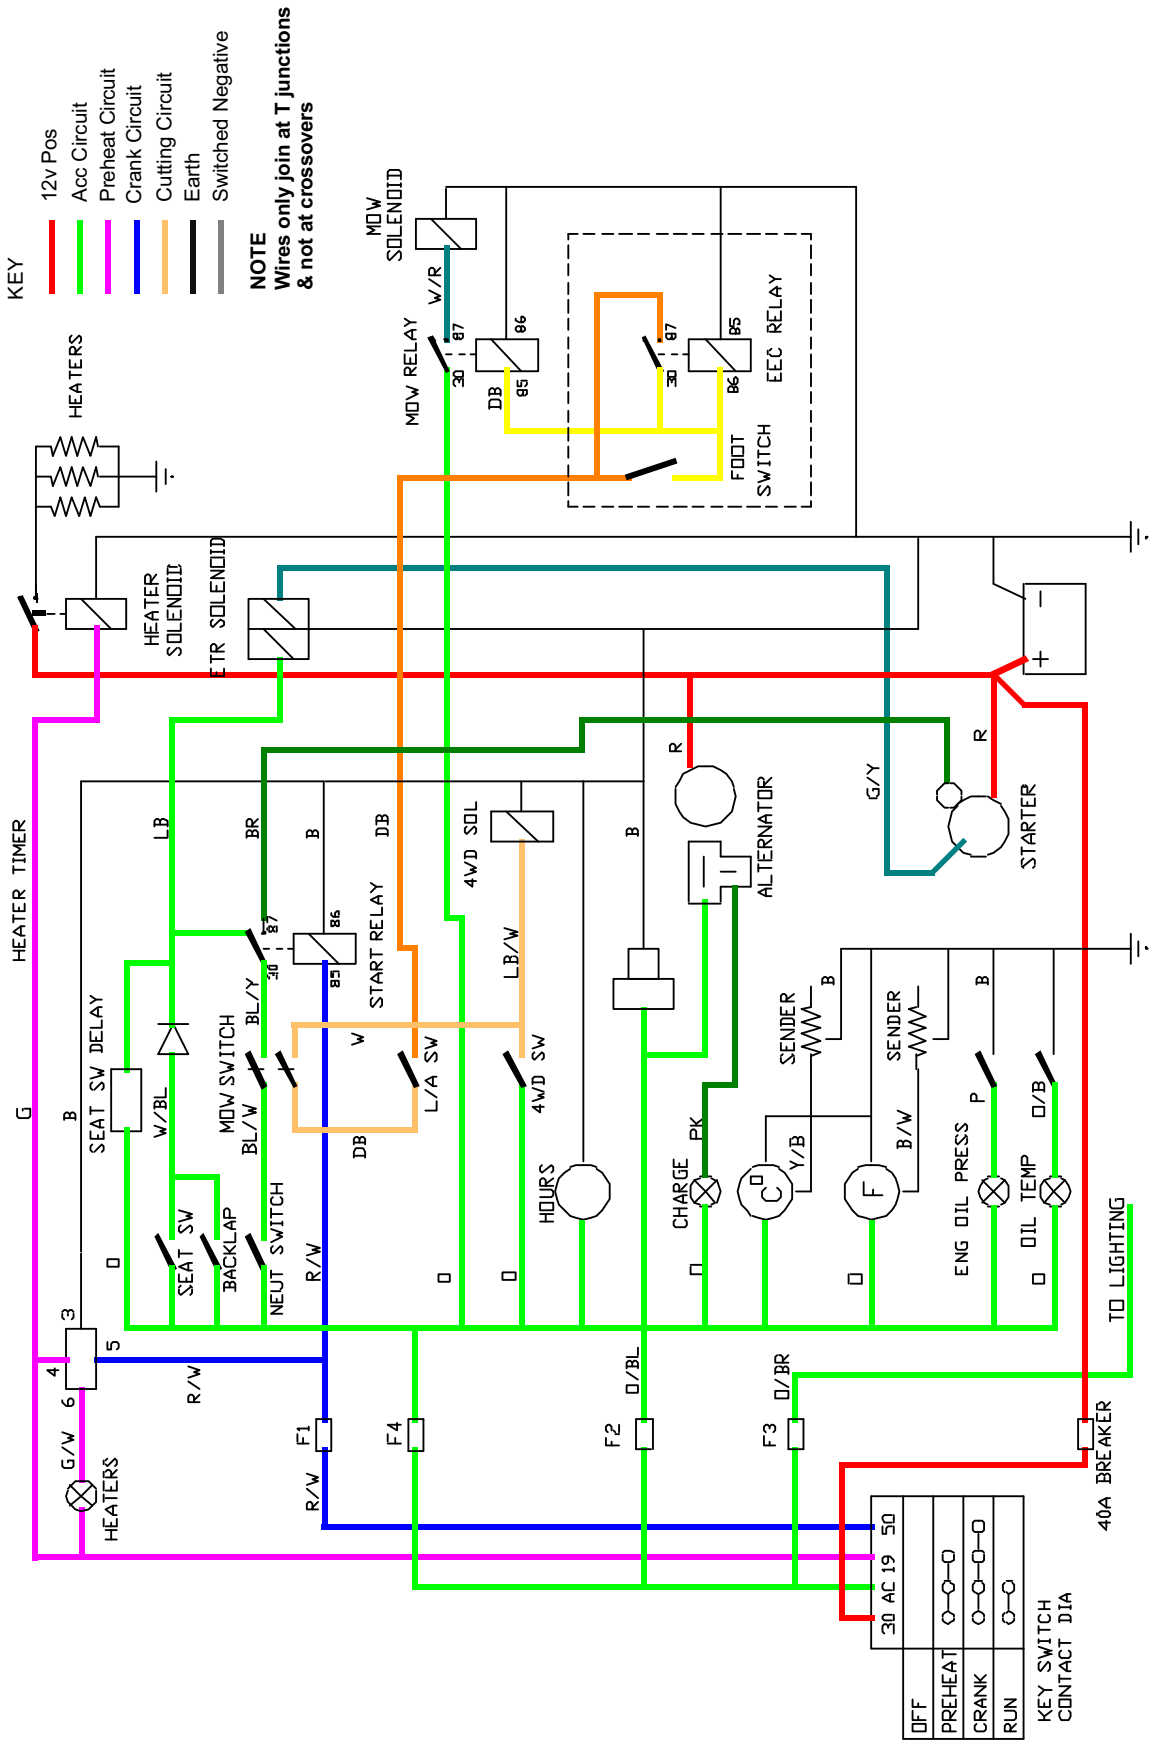 KEY
12v Pos
Acc Circuit
Preheat Circuit
Crank Circuit
Cutting Circuit
Earth
Switched Negative
NOTE
Wires only join at T junctions
& not at crossovers
HEATERS
HEATER
SOLENOID
ETR SOLENOID
MOW
SOLENOID
W/R
MOW RELAY
30
87
86
85
DB
87
30
85
86
EEC RELAY
FOOT
SWITCH
HEATER TIMER
G
B
LB
BR
B
DB
4WD SOL
B
R
ALTERNATOR
G/Y
R
STARTER
87
30
86
85
START RELAY
SEAT SW DELAY
W/BL
BL/Y
MOW SWITCH
BL/W
W
DB
L/A SW
LB/W
4WD SW
SENDER
B
SENDER
B
P
O/B
O
SEAT SW
BACKLAP
NEUT SWITCH
R/W
O
O
HOURS
CHARGE
PK
O
°C
Y/B
F
O
B/W
ENG OIL PRESS
OIL TEMP
O
TO LIGHTING
3
5
4
6
G/W
HEATERS
R/W
F1
R/W
F4
F2
O/BL
F3
O/BR
40A BREAKER
30 AC 19 50
OFF
PREHEAT
CRANK
RUN
KEY SWITCH
CONTACT DIA